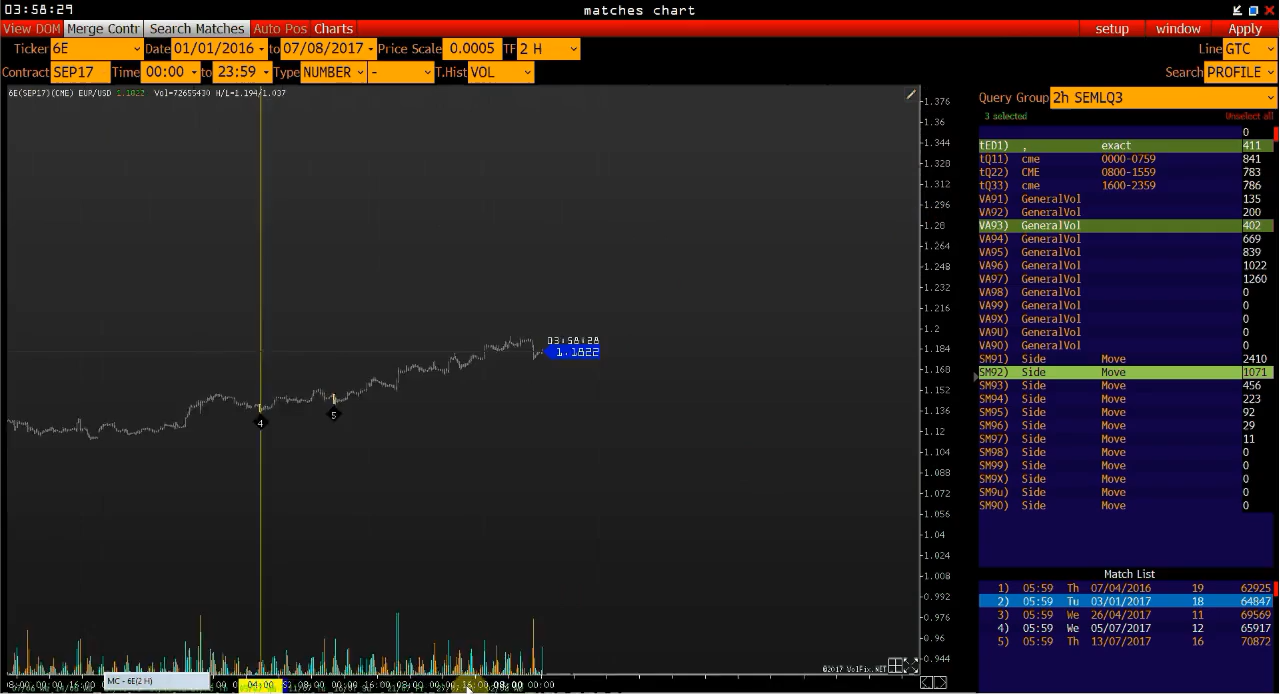 03:58:29
matches chart
View DOM Merge Contr Search Matches Auto Pos Charts setup window Apply
Ticker 6E Date 01/01/2016 to 07/08/2017 Price Scale 0.0005 TF 2 H Line GTC
Contract SEP17 Time 00:00 to 23:59 Type NUMBER - T.Hist VOL Search PROFILE
6E(SEP17)(CME) EUR/USD 1.1822 Vol=72655430 H/L=1.194/1.037
1.376
1.36
1.344
1.328
1.312
1.296
1.28
1.264
1.248
1.232
1.216
1.2
1.184
1.168
1.152
1.136
1.12
1.104
1.088
1.072
1.056
1.04
1.024
1.008
0.992
0.976
0.96
0.944
03:58:28
1.1822
4
5
©2017 VolFix.NET
MC - 6E(2 H)
04:00
16:00 08:00 00:00
Query Group 2h SEMLQ3
3 selected Unselect all
0
tED1) , exact 411
tQ11) cme 0000-0759 841
tQ22) CME 0800-1559 783
tQ33) cme 1600-2359 786
VA91) GeneralVol 135
VA92) GeneralVol 200
VA93) GeneralVol 402
VA94) GeneralVol 669
VA95) GeneralVol 839
VA96) GeneralVol 1022
VA97) GeneralVol 1260
VA98) GeneralVol 0
VA99) GeneralVol 0
VA9X) GeneralVol 0
VA9U) GeneralVol 0
VA90) GeneralVol 0
SM91) Side Move 2410
SM92) Side Move 1071
SM93) Side Move 456
SM94) Side Move 223
SM95) Side Move 92
SM96) Side Move 29
SM97) Side Move 11
SM98) Side Move 0
SM99) Side Move 0
SM9X) Side Move 0
SM9u) Side Move 0
SM90) Side Move 0
Match List
1) 05:59 Th 07/04/2016 19 62925
2) 05:59 Tu 03/01/2017 18 64847
3) 05:59 We 26/04/2017 11 69569
4) 05:59 We 05/07/2017 12 65917
5) 05:59 Th 13/07/2017 16 70872